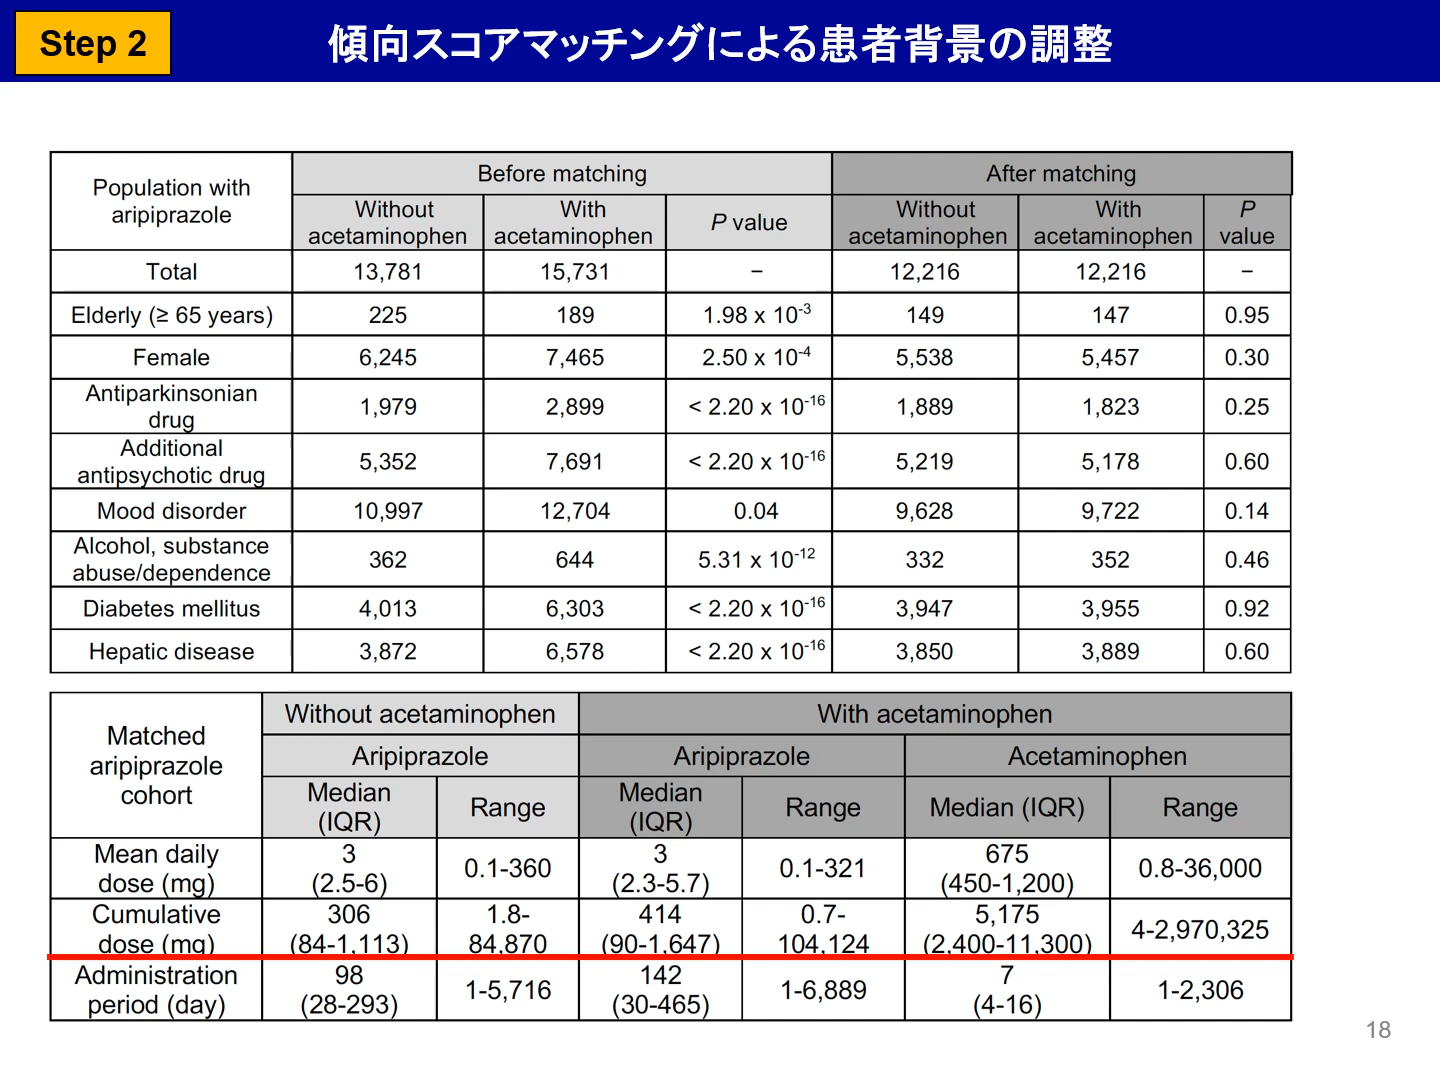 Step 2
傾向スコアマッチングによる患者背景の調整
Population with aripiprazole | Before matching | After matching
Without acetaminophen | With acetaminophen | P value | Without acetaminophen | With acetaminophen | P value
Total | 13,781 | 15,731 | − | 12,216 | 12,216 | −
Elderly (≥ 65 years) | 225 | 189 | 1.98 x 10-3 | 149 | 147 | 0.95
Female | 6,245 | 7,465 | 2.50 x 10-4 | 5,538 | 5,457 | 0.30
Antiparkinsonian drug | 1,979 | 2,899 | < 2.20 x 10-16 | 1,889 | 1,823 | 0.25
Additional antipsychotic drug | 5,352 | 7,691 | < 2.20 x 10-16 | 5,219 | 5,178 | 0.60
Mood disorder | 10,997 | 12,704 | 0.04 | 9,628 | 9,722 | 0.14
Alcohol, substance abuse/dependence | 362 | 644 | 5.31 x 10-12 | 332 | 352 | 0.46
Diabetes mellitus | 4,013 | 6,303 | < 2.20 x 10-16 | 3,947 | 3,955 | 0.92
Hepatic disease | 3,872 | 6,578 | < 2.20 x 10-16 | 3,850 | 3,889 | 0.60
Matched aripiprazole cohort | Without acetaminophen | With acetaminophen
Aripiprazole | Aripiprazole | Acetaminophen
Median (IQR) | Range | Median (IQR) | Range | Median (IQR) | Range
Mean daily dose (mg) | 3 (2.5-6) | 0.1-360 | 3 (2.3-5.7) | 0.1-321 | 675 (450-1,200) | 0.8-36,000
Cumulative dose (mg) | 306 (84-1,113) | 1.8-84,870 | 414 (90-1,647) | 0.7-104,124 | 5,175 (2,400-11,300) | 4-2,970,325
Administration period (day) | 98 (28-293) | 1-5,716 | 142 (30-465) | 1-6,889 | 7 (4-16) | 1-2,306
18